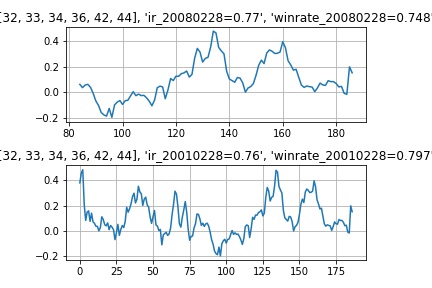 [32, 33, 34, 36, 42, 44], 'ir_20080228=0.77', 'winrate_20080228=0.748'
0.4
0.2
0.0
−0.2
80 100 120 140 160 180
[32, 33, 34, 36, 42, 44], 'ir_20010228=0.76', 'winrate_20010228=0.797'
0.4
0.2
0.0
−0.2
0 25 50 75 100 125 150 175